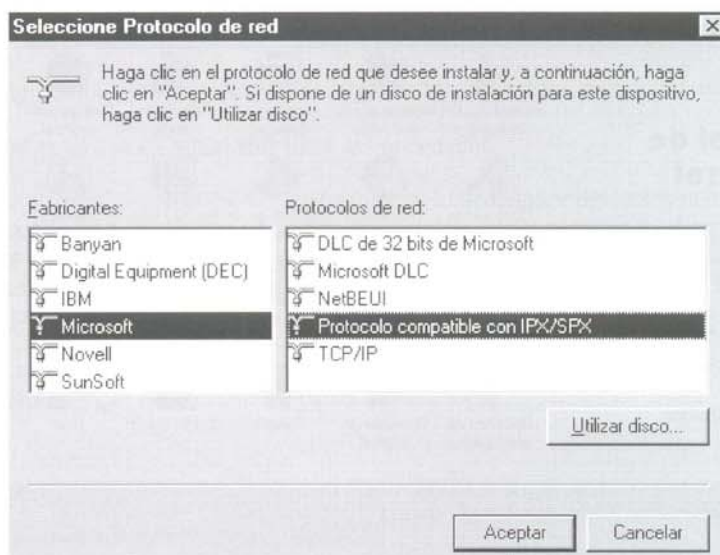 Seleccione Protocolo de red
Haga clic en el protocolo de red que desee instalar y, a continuación, haga
clic en "Aceptar". Si dispone de un disco de instalación para este dispositivo,
haga clic en "Utilizar disco".
Fabricantes:
Banyan
Digital Equipment (DEC)
IBM
Microsoft
Novell
SunSoft
Protocolos de red:
DLC de 32 bits de Microsoft
Microsoft DLC
NetBEUI
Protocolo compatible con IPX/SPX
TCP/IP
Utilizar disco...
Aceptar
Cancelar